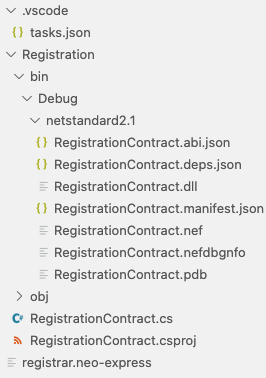 .vscode
tasks.json
Registration
bin
Debug
netstandard2.1
RegistrationContract.abi.json
RegistrationContract.deps.json
RegistrationContract.dll
RegistrationContract.manifest.json
RegistrationContract.nef
RegistrationContract.nefdbgnfo
RegistrationContract.pdb
obj
RegistrationContract.cs
RegistrationContract.csproj
registrar.neo-express